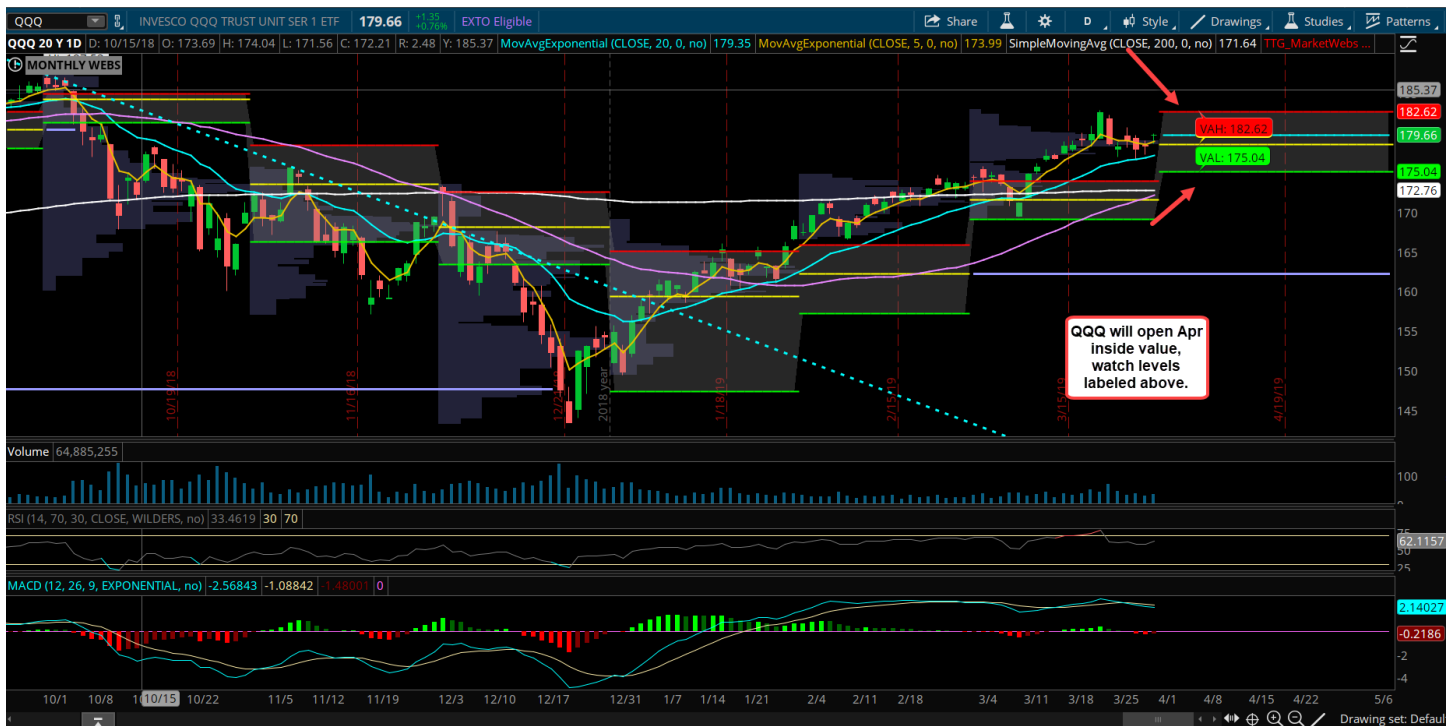 QQQ INVESCO QQQ TRUST UNIT SER 1 ETF 179.66 +1.35 +0.76% EXTO Eligible Share D Style Drawings Studies Patterns
QQQ 20 Y 1D D: 10/15/18 O: 173.69 H: 174.04 L: 171.56 C: 172.21 R: 2.48 Y: 185.37 MovAvgExponential (CLOSE, 20, 0, no) 179.35 MovAvgExponential (CLOSE, 5, 0, no) 173.99 SimpleMovingAvg (CLOSE, 200, 0, no) 171.64 TTG_MarketWebs ...
MONTHLY WEBS
185.37
182.62
VAH: 182.62
179.66
VAL: 175.04
175.04
172.76
170
165
160
155
150
145
QQQ will open Apr
inside value,
watch levels
labeled above.
10/19/18
11/16/18
12/21/18
2018 year
1/18/19
2/15/19
3/15/19
4/19/19
Volume 64,885,255
100
RSI (14, 70, 30, CLOSE, WILDERS, no) 33.4619 30 70
75
62.1157
50
25
MACD (12, 26, 9, EXPONENTIAL, no) -2.56843 -1.08842 -1.48001 0
2.14027
-0.2186
-2
-4
10/1 10/8 10/15 10/22 11/5 11/12 11/19 12/3 12/10 12/17 12/31 1/7 1/14 1/21 2/4 2/11 2/18 3/4 3/11 3/18 3/25 4/1 4/8 4/15 4/22 5/6
Drawing set: Defaul